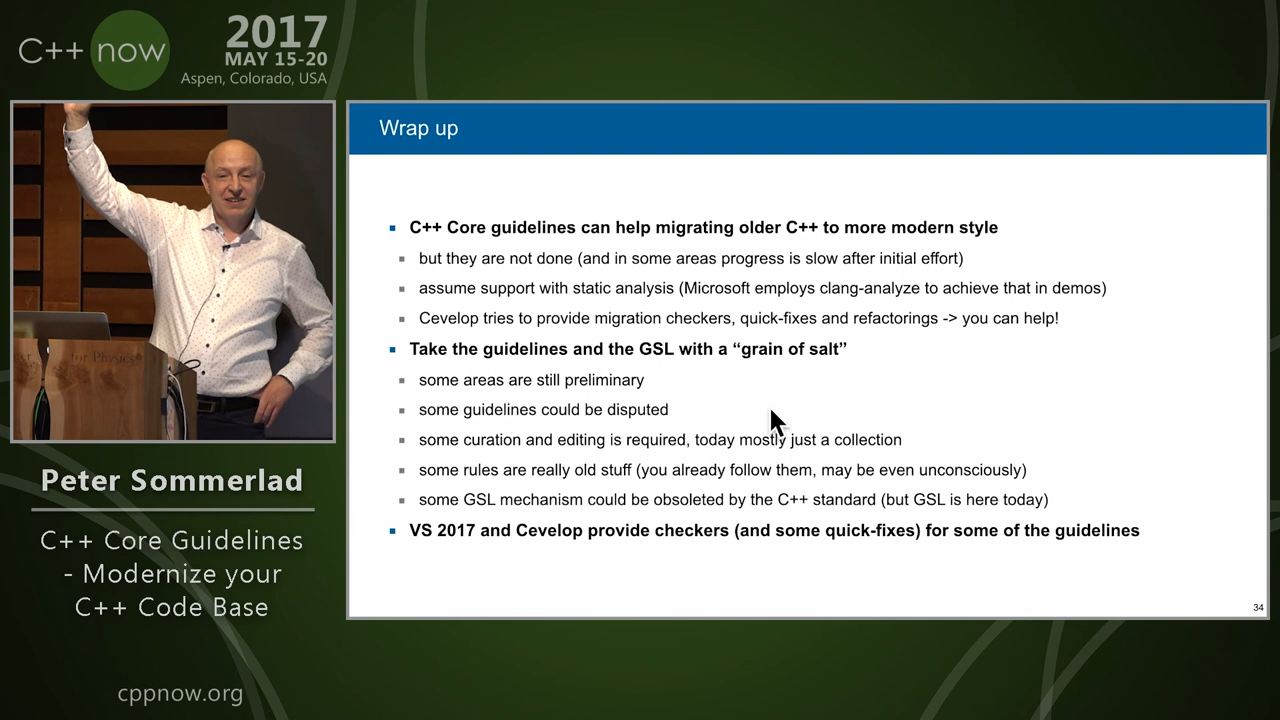 C++ now
2017
MAY 15-20
Aspen, Colorado, USA
Wrap up
C++ Core guidelines can help migrating older C++ to more modern style
but they are not done (and in some areas progress is slow after initial effort)
assume support with static analysis (Microsoft employs clang-analyze to achieve that in demos)
Cevelop tries to provide migration checkers, quick-fixes and refactorings -> you can help!
Take the guidelines and the GSL with a “grain of salt”
some areas are still preliminary
some guidelines could be disputed
some curation and editing is required, today mostly just a collection
some rules are really old stuff (you already follow them, may be even unconsciously)
some GSL mechanism could be obsoleted by the C++ standard (but GSL is here today)
VS 2017 and Cevelop provide checkers (and some quick-fixes) for some of the guidelines
34
for Physics
Peter Sommerlad
C++ Core Guidelines
- Modernize your
C++ Code Base
cppnow.org